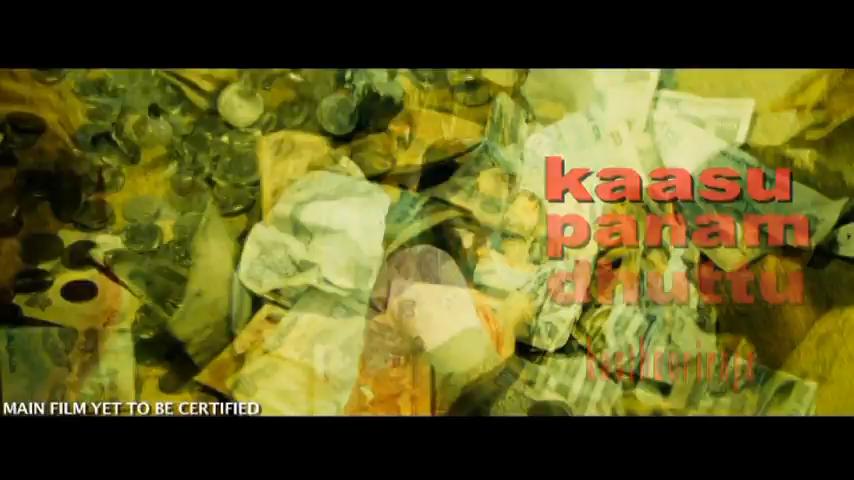 kaasu
panam
dhuttu
MAIN FILM YET TO BE CERTIFIED